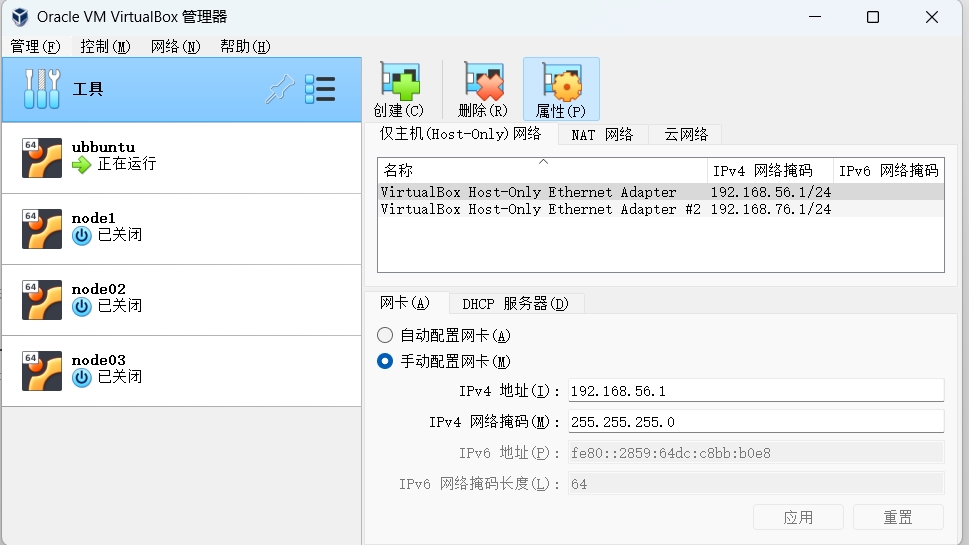 Oracle VM VirtualBox 管理器
管理(F) 控制(M) 网络(N) 帮助(H)
工具
64
ubbuntu
正在运行
64
node1
已关闭
64
node02
已关闭
64
node03
已关闭
创建(C) 删除(R) 属性(P)
仅主机(Host-Only)网络 NAT 网络 云网络
名称 IPv4 网络掩码 IPv6 网络掩码
VirtualBox Host-Only Ethernet Adapter 192.168.56.1/24
VirtualBox Host-Only Ethernet Adapter #2 192.168.76.1/24
网卡(A) DHCP 服务器(D)
自动配置网卡(A)
手动配置网卡(M)
IPv4 地址(I): 192.168.56.1
IPv4 网络掩码(M): 255.255.255.0
IPv6 地址(P): fe80::2859:64dc:c8bb:b0e8
IPv6 网络掩码长度(L): 64
应用 重置